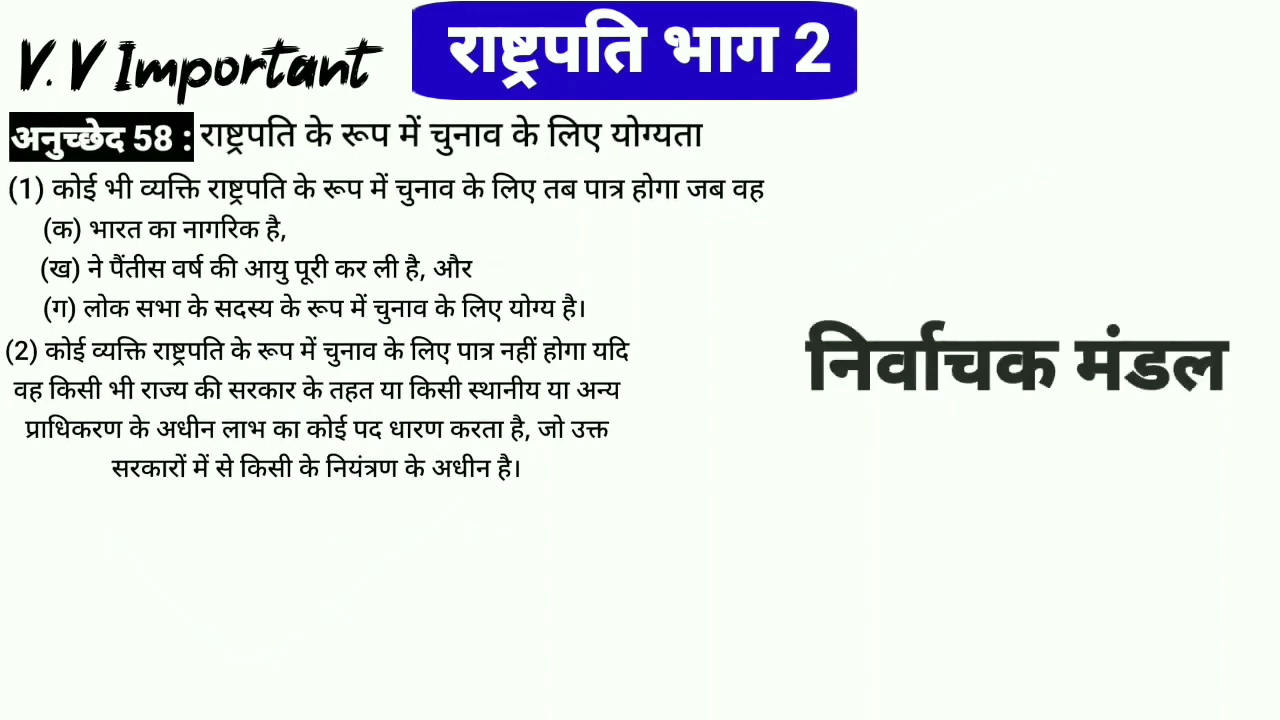 V. V Important
राष्ट्रपति भाग 2
अनुच्छेद 58 : राष्ट्रपति के रूप में चुनाव के लिए योग्यता
(1) कोई भी व्यक्ति राष्ट्रपति के रूप में चुनाव के लिए तब पात्र होगा जब वह
(क) भारत का नागरिक है,
(ख) ने पैंतीस वर्ष की आयु पूरी कर ली है, और
(ग) लोक सभा के सदस्य के रूप में चुनाव के लिए योग्य है।
(2) कोई व्यक्ति राष्ट्रपति के रूप में चुनाव के लिए पात्र नहीं होगा यदि
वह किसी भी राज्य की सरकार के तहत या किसी स्थानीय या अन्य
प्राधिकरण के अधीन लाभ का कोई पद धारण करता है, जो उक्त
सरकारों में से किसी के नियंत्रण के अधीन है।
निर्वाचक मंडल